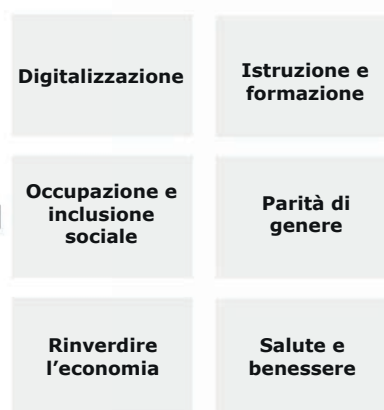 Digitalizzazione
Istruzione e
formazione
Occupazione e
inclusione
sociale
Parità di
genere
Rinverdire
l’economia
Salute e
benessere